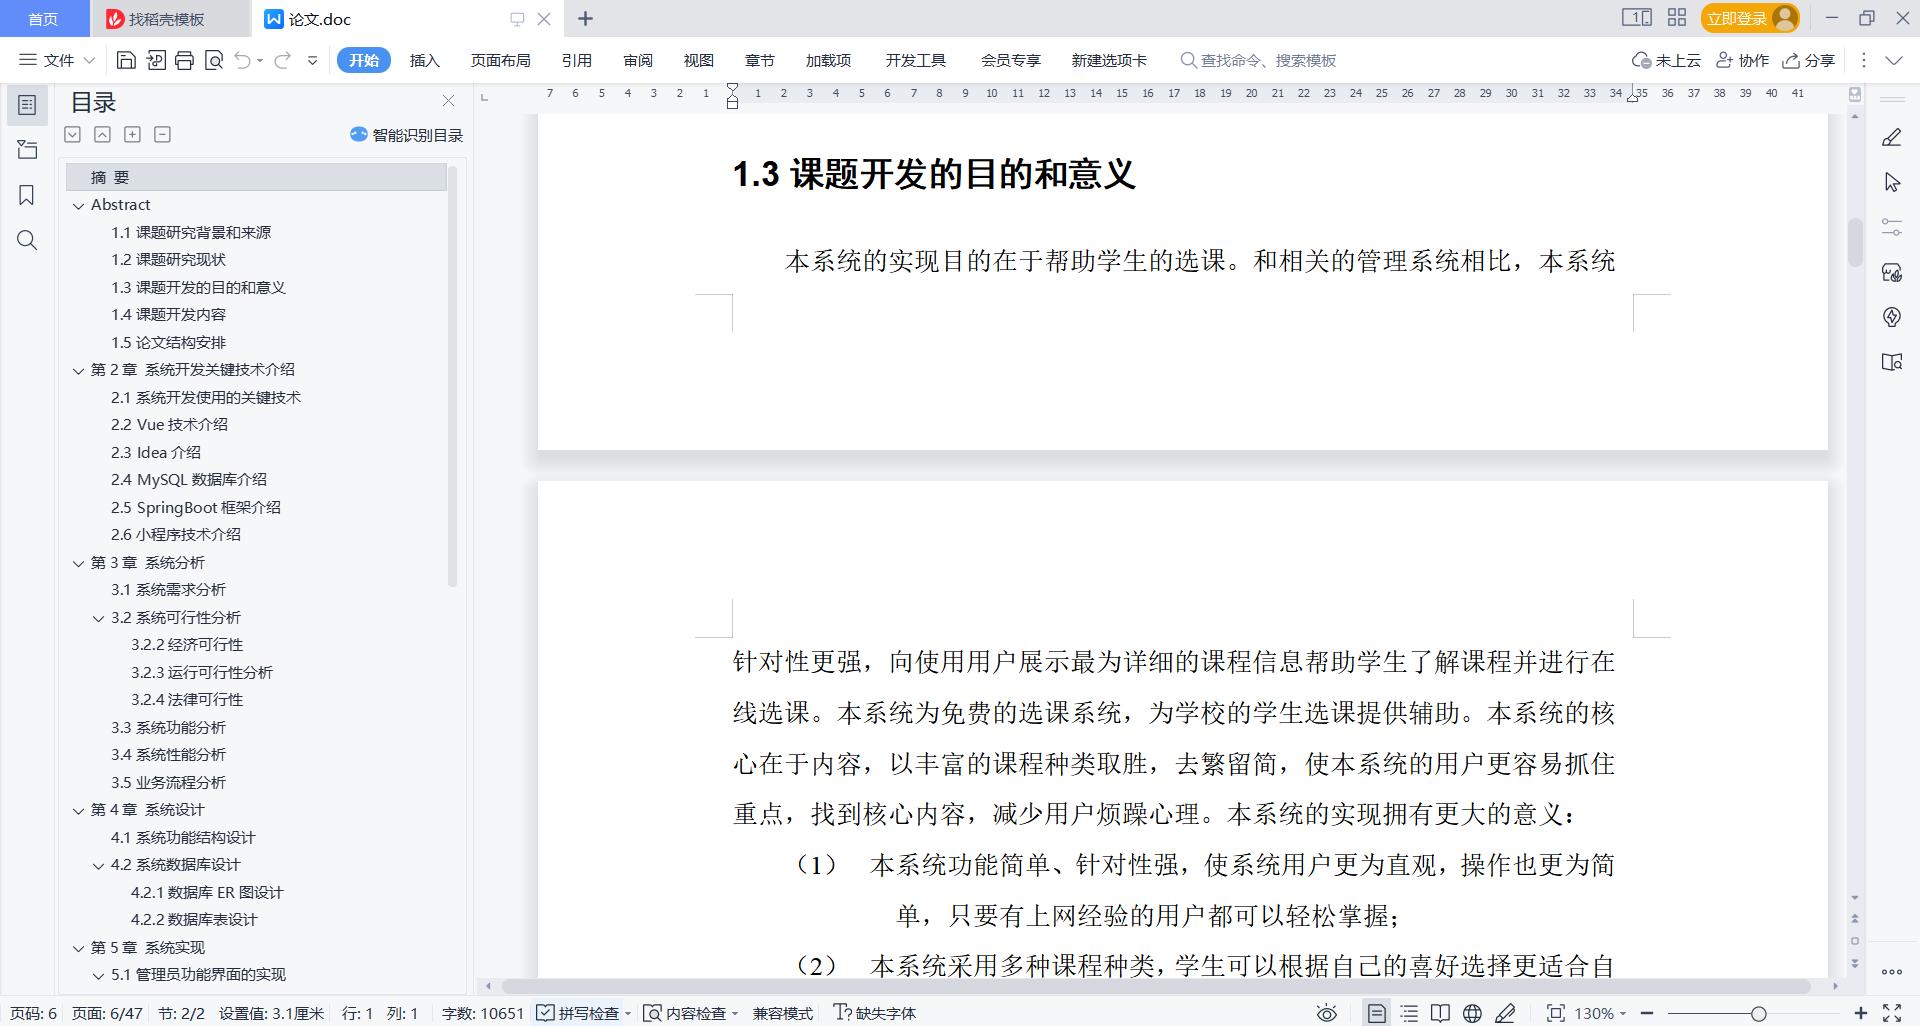 首页
找稻壳模板
论文.doc
立即登录
文件
开始
插入
页面布局
引用
审阅
视图
章节
加载项
开发工具
会员专享
新建选项卡
查找命令、搜索模板
未上云
协作
分享
7 6 5 4 3 2 1 1 2 3 4 5 6 7 8 9 10 11 12 13 14 15 16 17 18 19 20 21 22 23 24 25 26 27 28 29 30 31 32 33 34 35 36 37 38 39 40 41
目录
智能识别目录
摘 要
Abstract
1.1 课题研究背景和来源
1.2 课题研究现状
1.3 课题开发的目的和意义
1.4 课题开发内容
1.5 论文结构安排
第 2 章 系统开发关键技术介绍
2.1 系统开发使用的关键技术
2.2 Vue 技术介绍
2.3 Idea 介绍
2.4 MySQL 数据库介绍
2.5 SpringBoot 框架介绍
2.6 小程序技术介绍
第 3 章 系统分析
3.1 系统需求分析
3.2 系统可行性分析
3.2.2 经济可行性
3.2.3 运行可行性分析
3.2.4 法律可行性
3.3 系统功能分析
3.4 系统性能分析
3.5 业务流程分析
第 4 章 系统设计
4.1 系统功能结构设计
4.2 系统数据库设计
4.2.1 数据库 ER 图设计
4.2.2 数据库表设计
第 5 章 系统实现
5.1 管理员功能界面的实现
1.3 课题开发的目的和意义
本系统的实现目的在于帮助学生的选课。和相关的管理系统相比，本系统
针对性更强，向使用用户展示最为详细的课程信息帮助学生了解课程并进行在
线选课。本系统为免费的选课系统，为学校的学生选课提供辅助。本系统的核
心在于内容，以丰富的课程种类取胜，去繁留简，使本系统的用户更容易抓住
重点，找到核心内容，减少用户烦躁心理。本系统的实现拥有更大的意义：
（1） 本系统功能简单、针对性强，使系统用户更为直观，操作也更为简
单，只要有上网经验的用户都可以轻松掌握；
（2） 本系统采用多种课程种类，学生可以根据自己的喜好选择更适合自
页码: 6 页面: 6/47 节: 2/2 设置值: 3.1厘米 行: 1 列: 1 字数: 10651 拼写检查 内容检查 兼容模式 缺失字体 130%